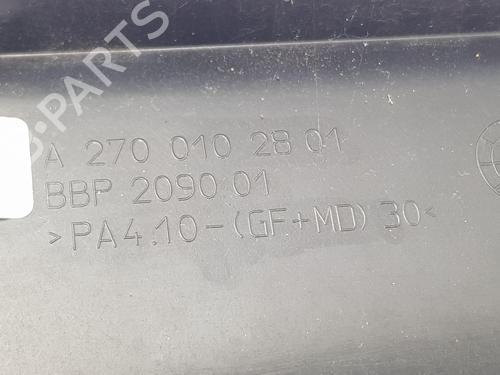 B-PARTS
A 270 010 28 01
BBP 2090 01
>PA4.10-(GF+MD) 30<